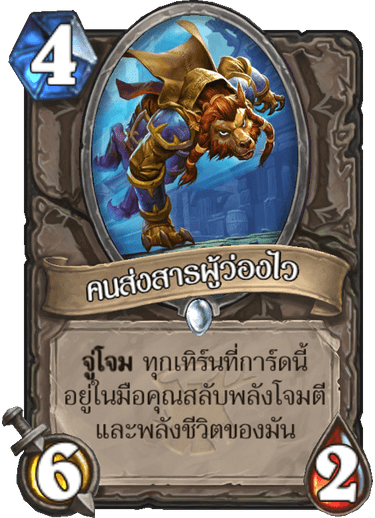 4
คนส่งสารผู้ว่องไว
จู่โจม ทุกเทิร์นที่การ์ดนี้
อยู่ในมือคุณสลับพลังโจมตี
และพลังชีวิตของมัน
6
2